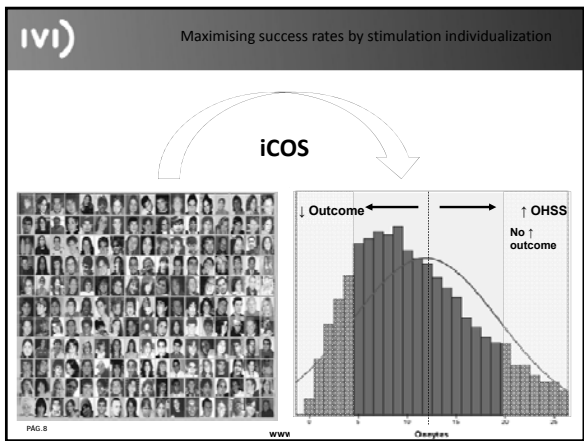 IVI)
Maximising success rates by stimulation individualization
iCOS
↓ Outcome
↑ OHSS
No ↑
outcome
0 5 10 15 20 25
Oocytes
PÁG.8
www